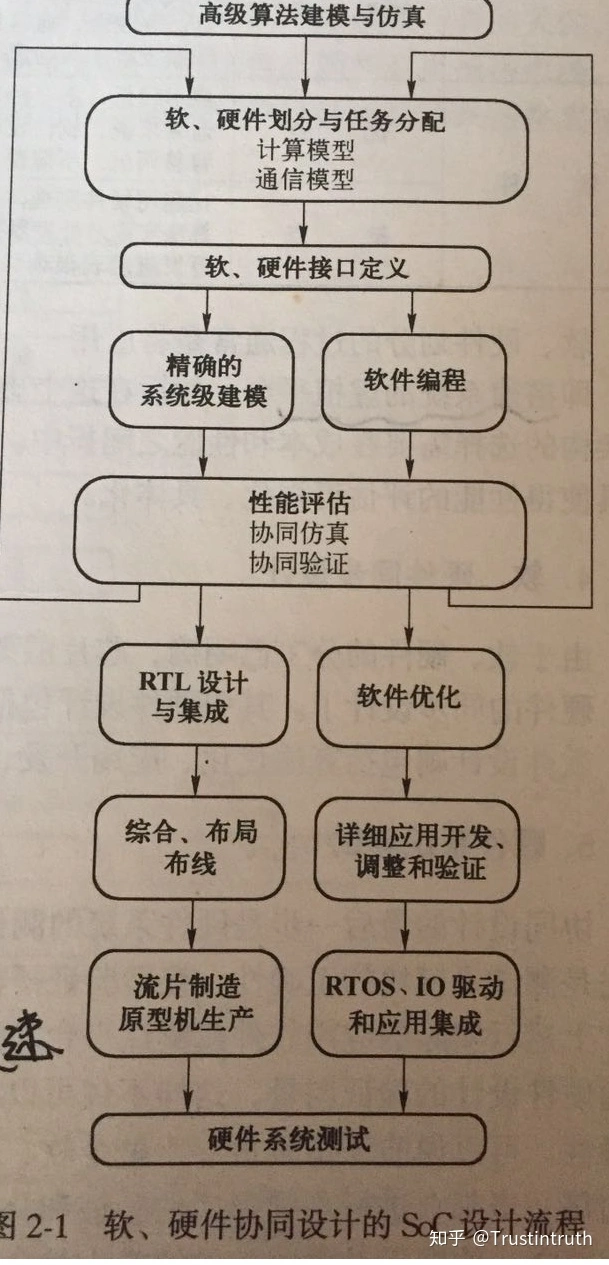 高级算法建模与仿真
软、硬件划分与任务分配
计算模型
通信模型
软、硬件接口定义
精确的
系统级建模
软件编程
性能评估
协同仿真
协同验证
RTL 设计
与集成
软件优化
综合、布局
布线
详细应用开发、
调整和验证
流片制造
原型机生产
RTOS、IO 驱动
和应用集成
硬件系统测试
图 2-1 软、硬件协同设计的 SoC 设计流程
知乎 @Trustintruth